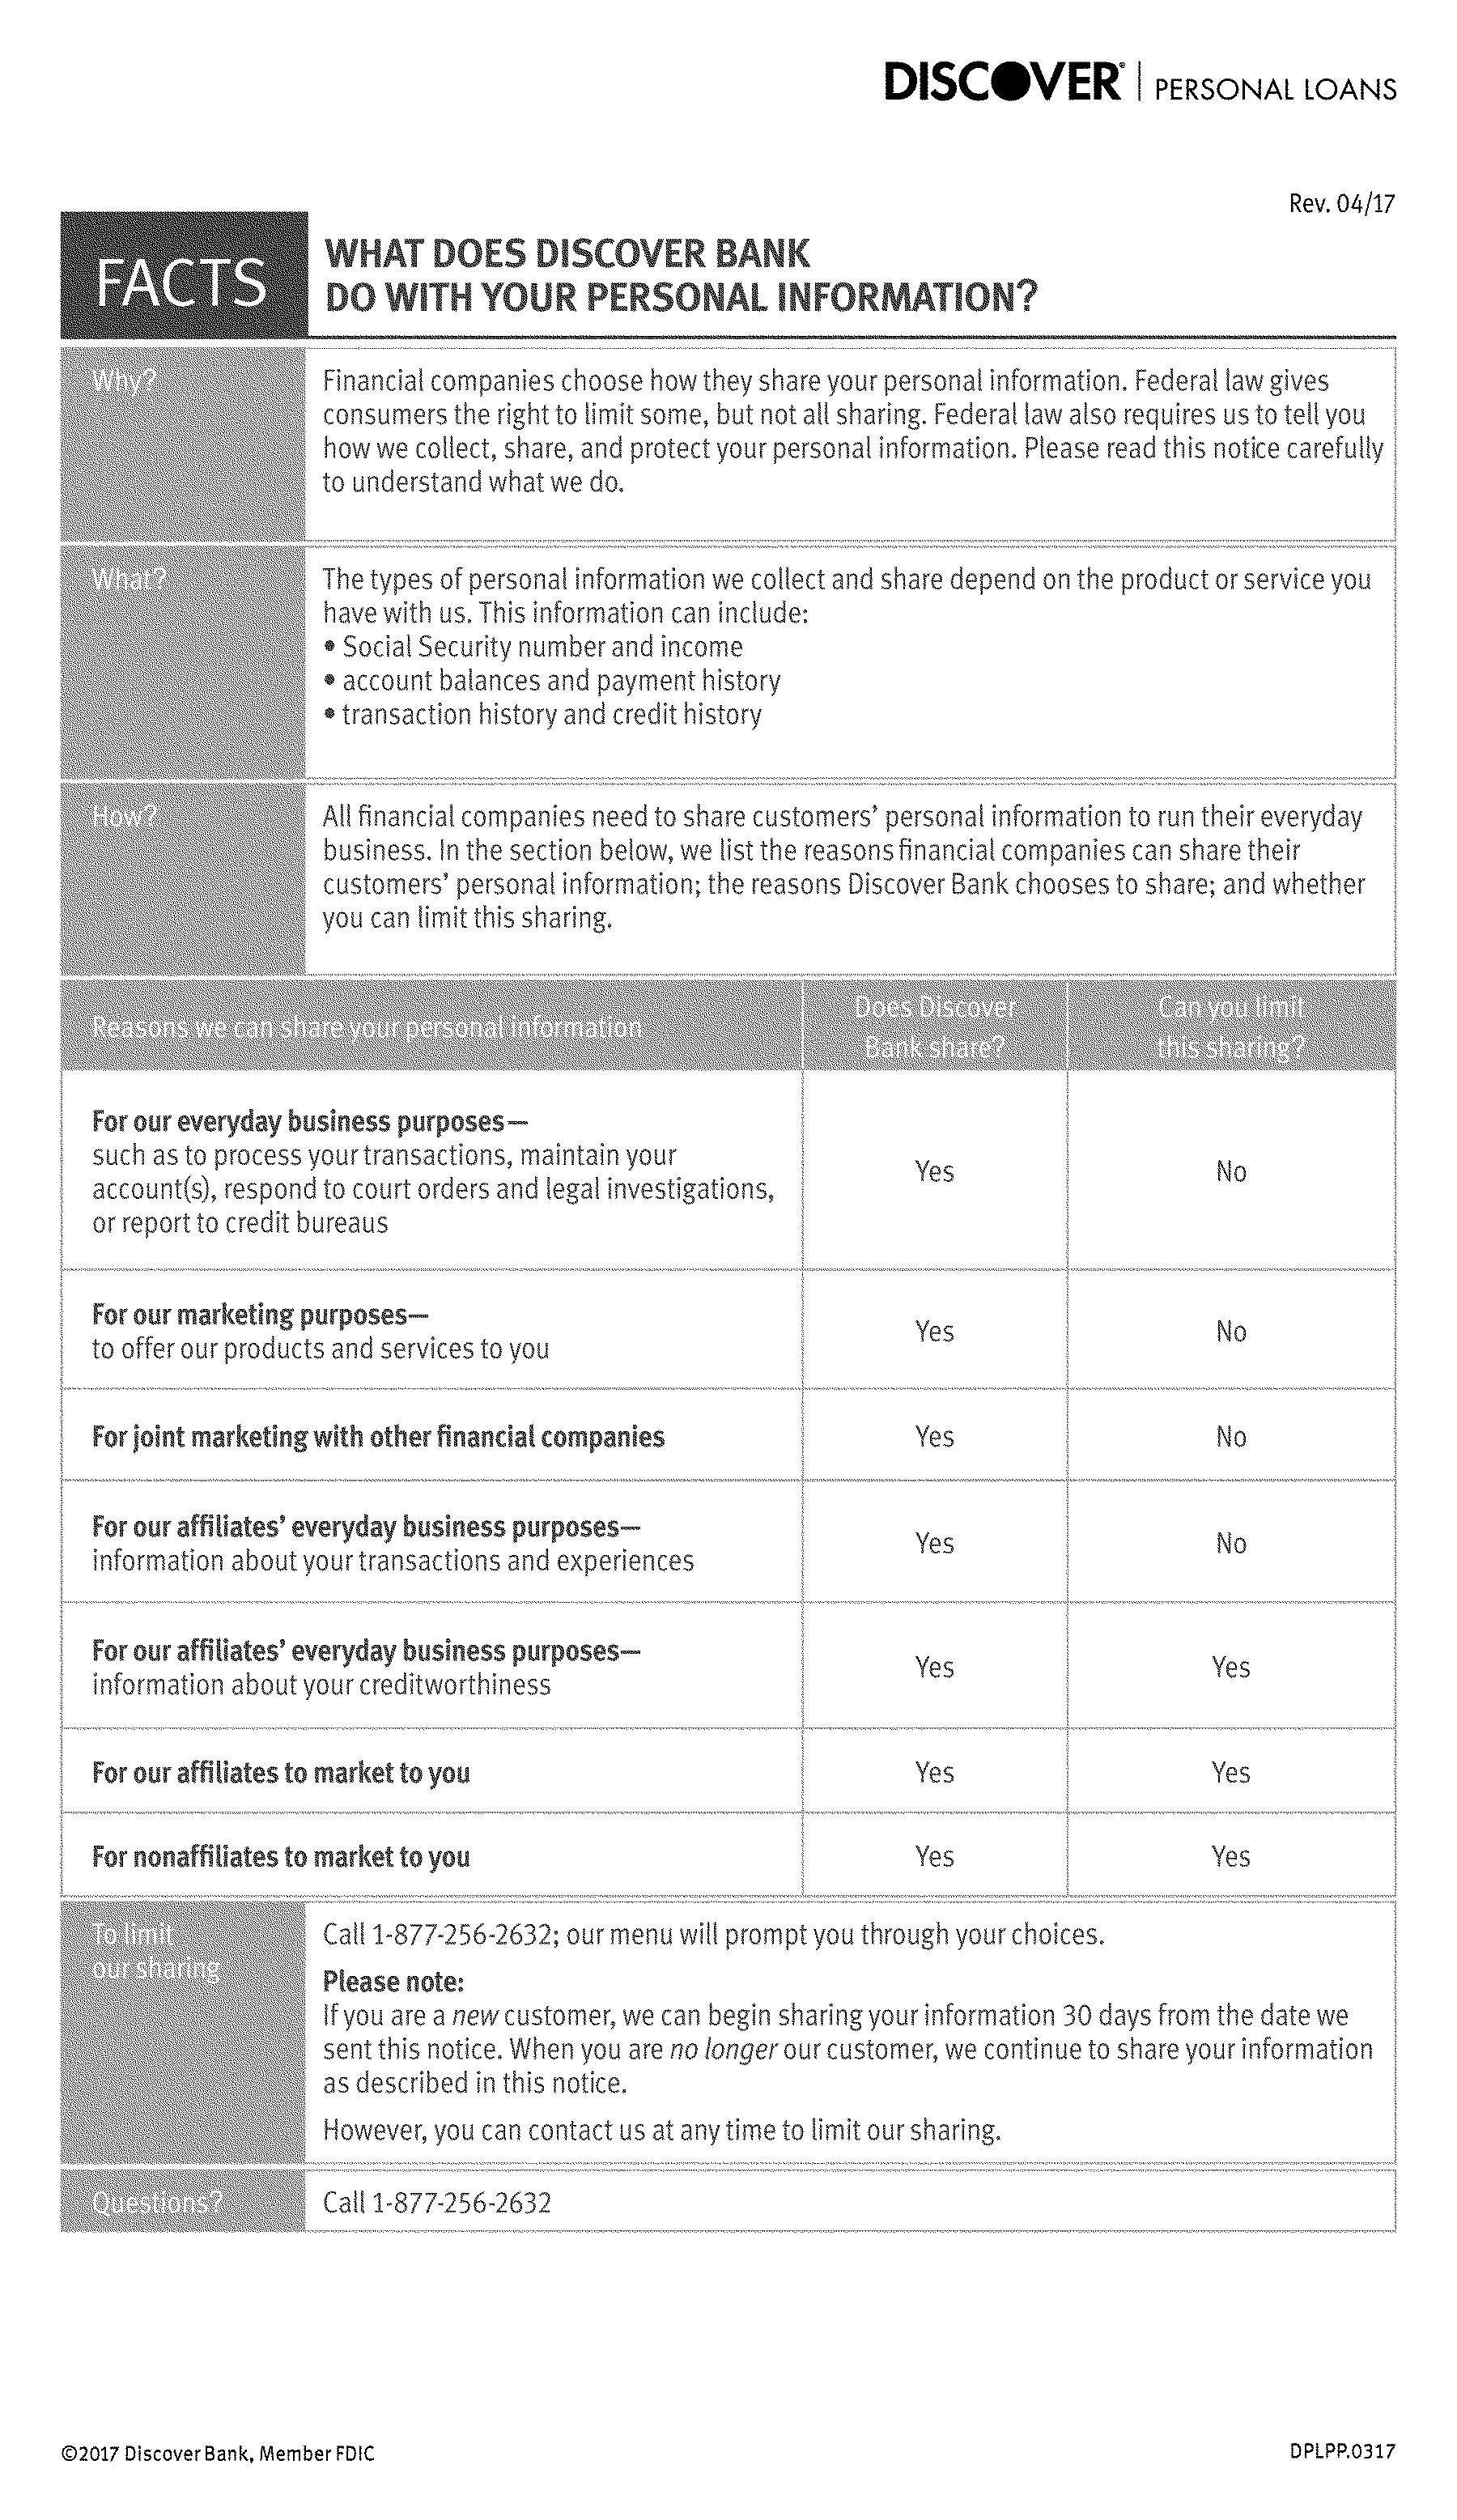 DISCOVER® | PERSONAL LOANS
Rev. 04/17
FACTS
WHAT DOES DISCOVER BANK
DO WITH YOUR PERSONAL INFORMATION?
Why?
Financial companies choose how they share your personal information. Federal law gives
consumers the right to limit some, but not all sharing. Federal law also requires us to tell you
how we collect, share, and protect your personal information. Please read this notice carefully
to understand what we do.
What?
The types of personal information we collect and share depend on the product or service you
have with us. This information can include:
• Social Security number and income
• account balances and payment history
• transaction history and credit history
How?
All financial companies need to share customers’ personal information to run their everyday
business. In the section below, we list the reasons financial companies can share their
customers’ personal information; the reasons Discover Bank chooses to share; and whether
you can limit this sharing.
Reasons we can share your personal information
Does Discover
Bank share?
Can you limit
this sharing?
For our everyday business purposes—
such as to process your transactions, maintain your
account(s), respond to court orders and legal investigations,
or report to credit bureaus
Yes
No
For our marketing purposes—
to offer our products and services to you
Yes
No
For joint marketing with other financial companies
Yes
No
For our affiliates’ everyday business purposes—
information about your transactions and experiences
Yes
No
For our affiliates’ everyday business purposes—
information about your creditworthiness
Yes
Yes
For our affiliates to market to you
Yes
Yes
For nonaffiliates to market to you
Yes
Yes
To limit
our sharing
Call 1-877-256-2632; our menu will prompt you through your choices.
Please note:
If you are a new customer, we can begin sharing your information 30 days from the date we
sent this notice. When you are no longer our customer, we continue to share your information
as described in this notice.
However, you can contact us at any time to limit our sharing.
Questions?
Call 1-877-256-2632
©2017 Discover Bank, Member FDIC
DPLPP.0317